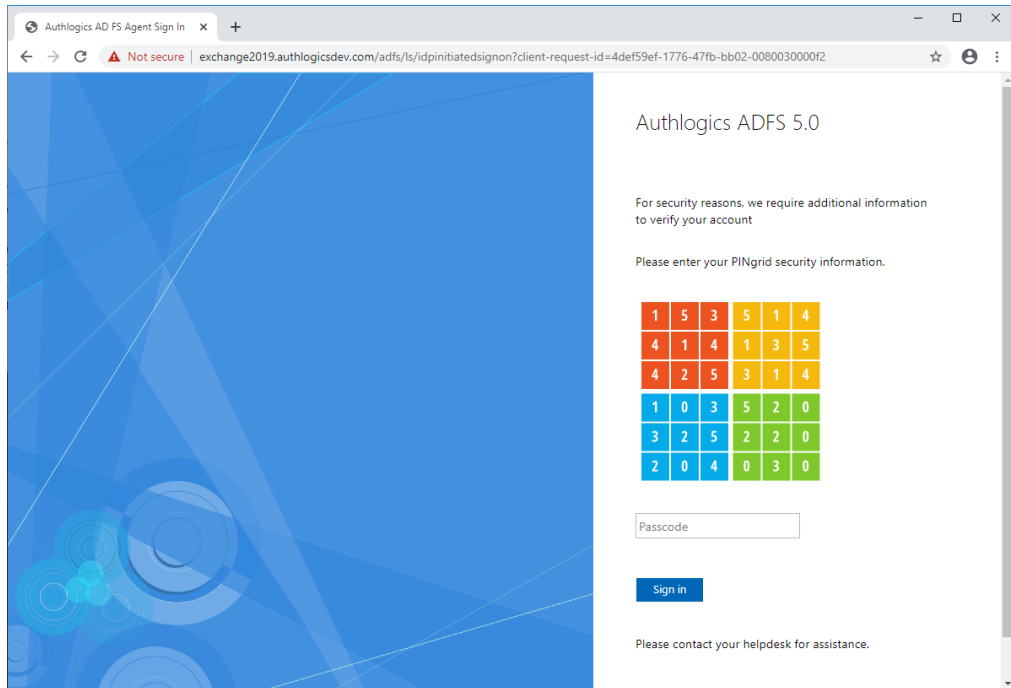 Authlogics AD FS Agent Sign In
Not secure | exchange2019.authlogicsdev.com/adfs/ls/idpinitiatedsignon?client-request-id=4def59ef-1776-47fb-bb02-0080030000f2
Authlogics ADFS 5.0
For security reasons, we require additional information
to verify your account
Please enter your PINgrid security information.
1 5 3 5 1 4
4 1 4 1 3 5
4 2 5 3 1 4
1 0 3 5 2 0
3 2 5 2 2 0
2 0 4 0 3 0
Passcode
Sign in
Please contact your helpdesk for assistance.